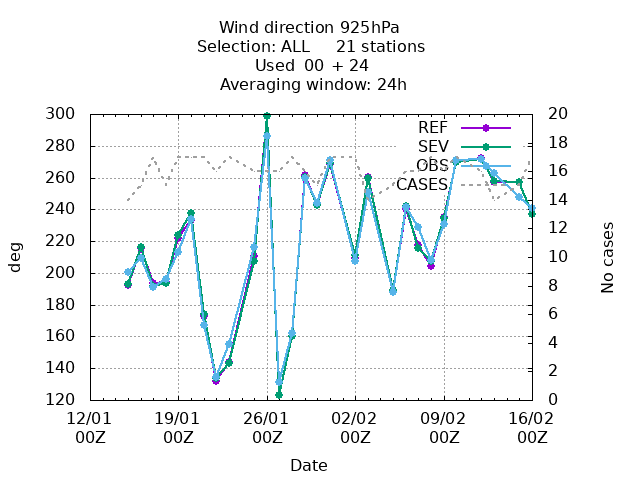 Wind direction 925hPa
Selection: ALL 21 stations
Used 00 + 24
Averaging window: 24h
300
280
260
240
220
200
180
160
140
120
20
18
16
14
12
10
8
6
4
2
0
REF
SEV
OBS
CASES
deg
No cases
12/01 19/01 26/01 02/02 09/02 16/02
00Z 00Z 00Z 00Z 00Z 00Z
Date